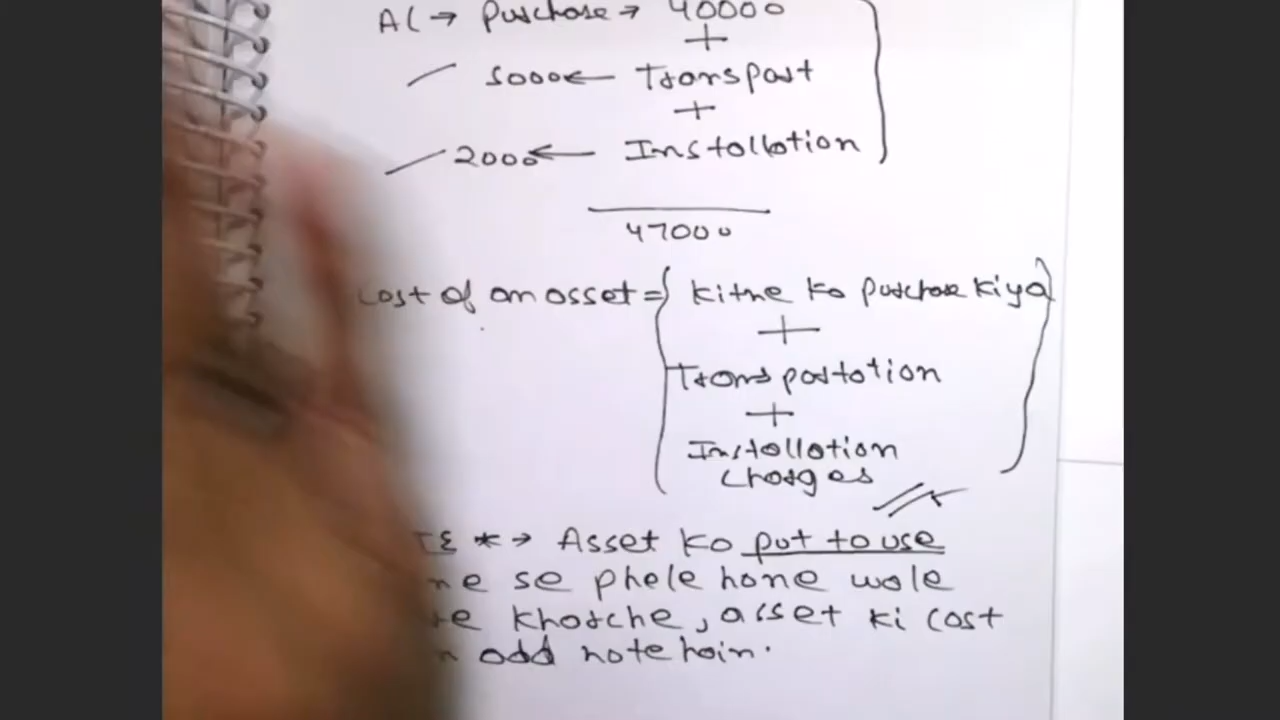 AC → Purchase → 40000
+
5000 ← Transport
+
2000 ← Installation
47000
Cost of an asset = { kitne ko purchase kiya }
+
Transportation
+
Installation
charges
* → Asset ko put to use
se phele hone wale
kharche, asset ki cost
add hote hain.